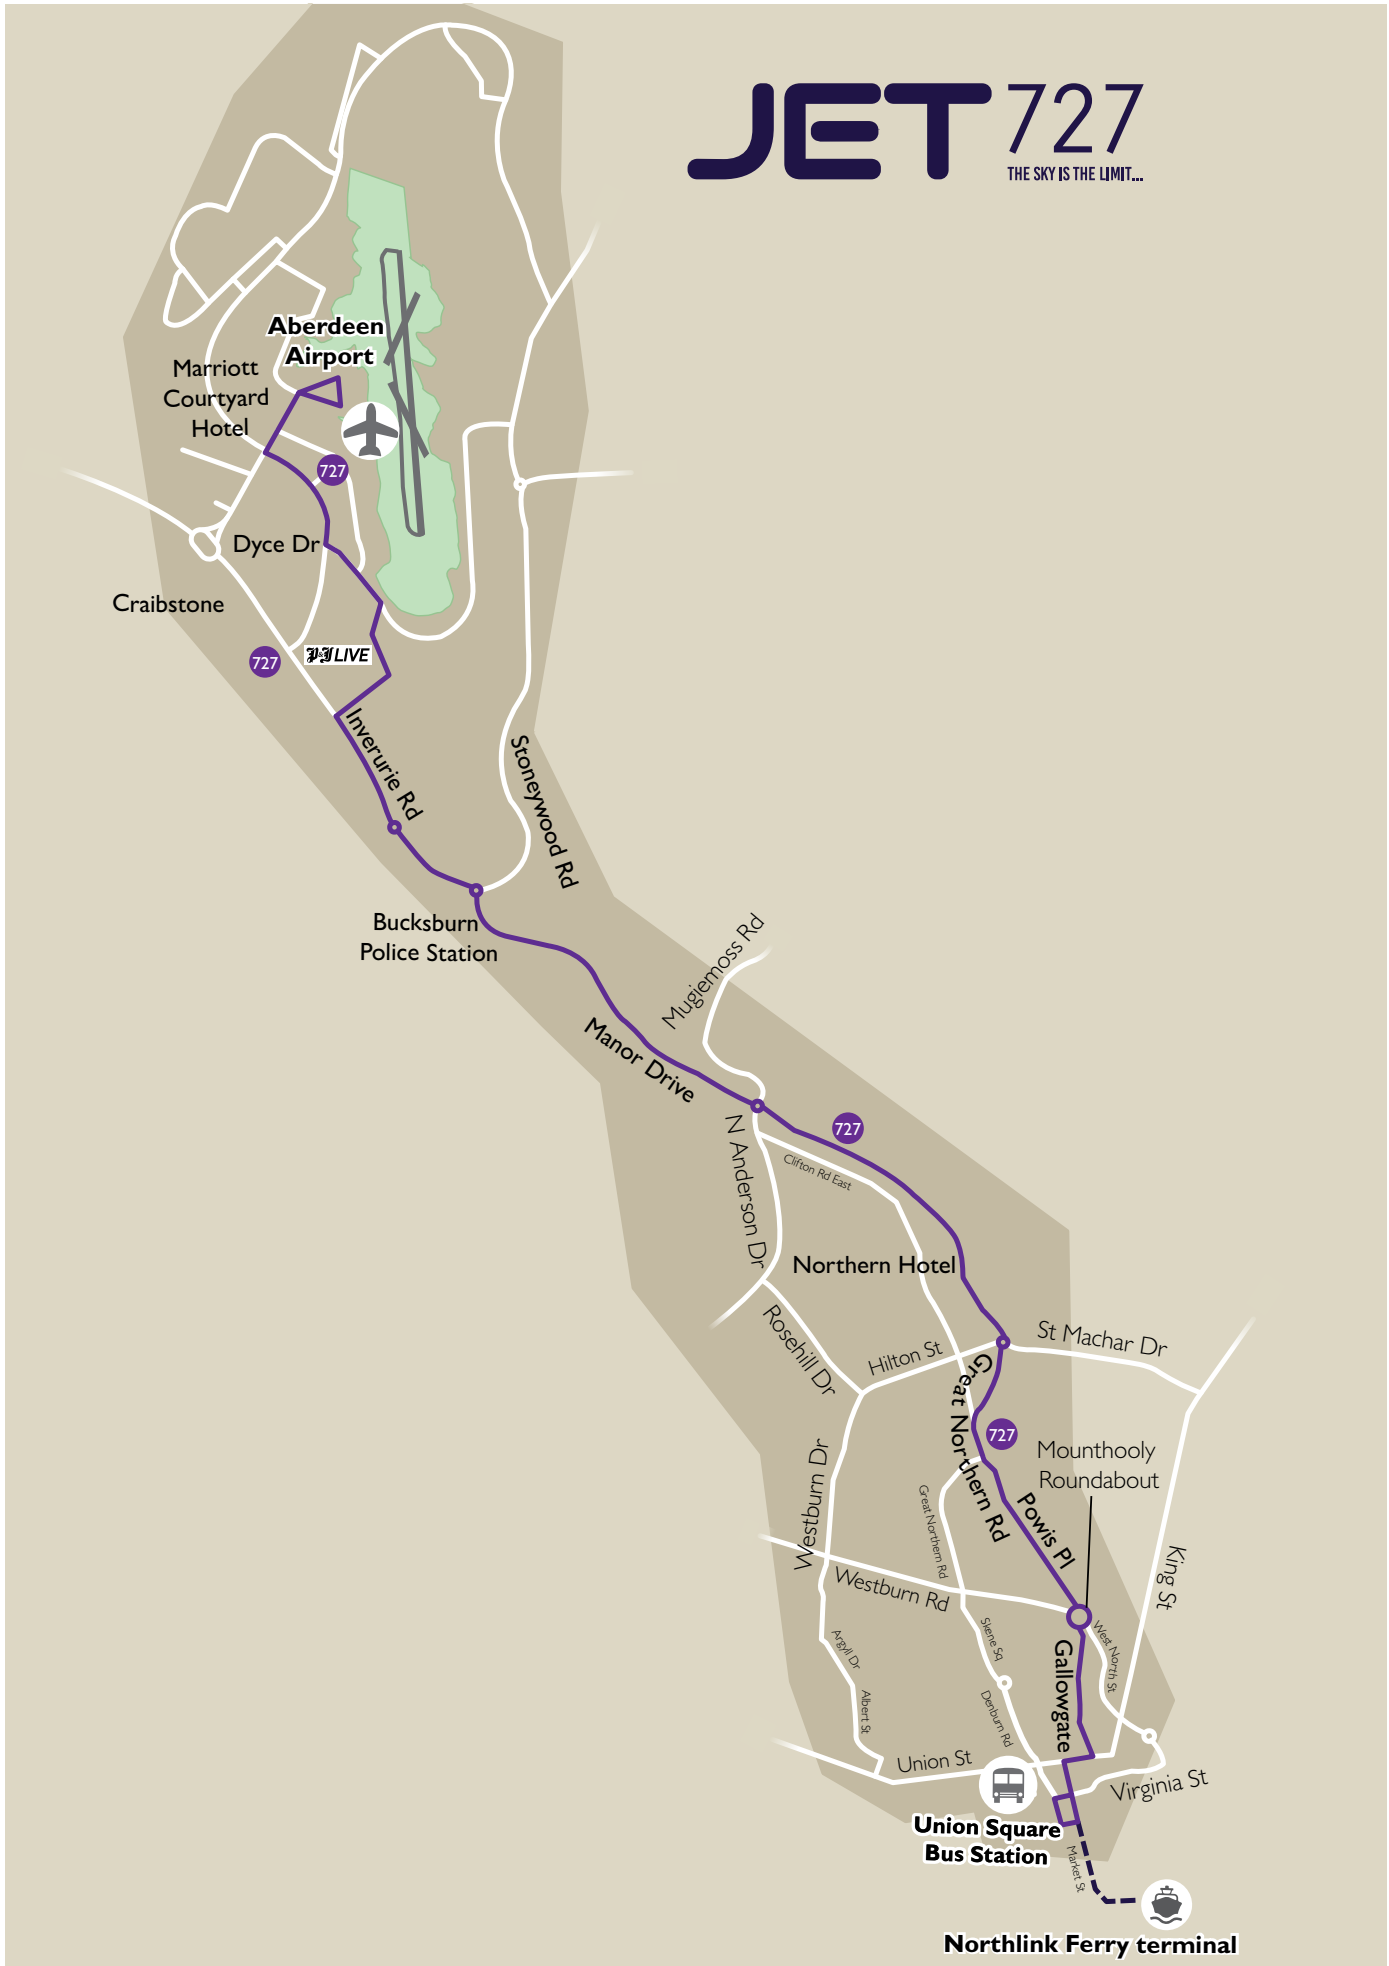 JET 727
THE SKY IS THE LIMIT...
Aberdeen
Airport
Marriott
Courtyard
Hotel
727
Dyce Dr
Craibstone
727
P&J LIVE
Inverurie Rd
Stoneywood Rd
Bucksburn
Police Station
Mugiemoss Rd
Manor Drive
727
N Anderson Dr
Clifton Rd East
Northern Hotel
Rosehill Dr
Hilton St
St Machar Dr
Great Northern Rd
727
Mounthooly
Roundabout
Westburn Dr
Great Northern Rd
Powis Pl
King St
Westburn Rd
Skene Sq
West North St
Argyll Dr
Gallowgate
Albert St
Denburn Rd
Union St
Virginia St
Union Square
Bus Station
Market St
Northlink Ferry terminal